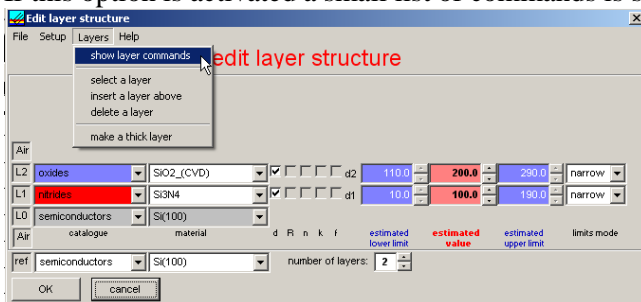 If this option is activated a small list of commands is s
Edit layer structure
File Setup Layers Help
show layer commands
edit layer structure
select a layer
insert a layer above
delete a layer
make a thick layer
Air
L2 oxides SiO2_(CVD) d2 110.0 200.0 290.0 narrow
L1 nitrides Si3N4 d1 10.0 100.0 190.0 narrow
L0 semiconductors Si(100)
Air catalogue material d R n k f estimated lower limit estimated value estimated upper limit limits mode
ref semiconductors Si(100) number of layers: 2
OK cancel